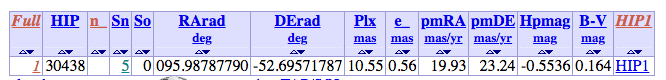 Full HIP n_ Sn So RArad DErad Plx e_ pmRA pmDE Hpmag B-V HIP1
deg deg mas mas mas/yr mas/yr mag mag
1 30438 5 0 095.98787790 -52.69571787 10.55 0.56 19.93 23.24 -0.5536 0.164 HIP1